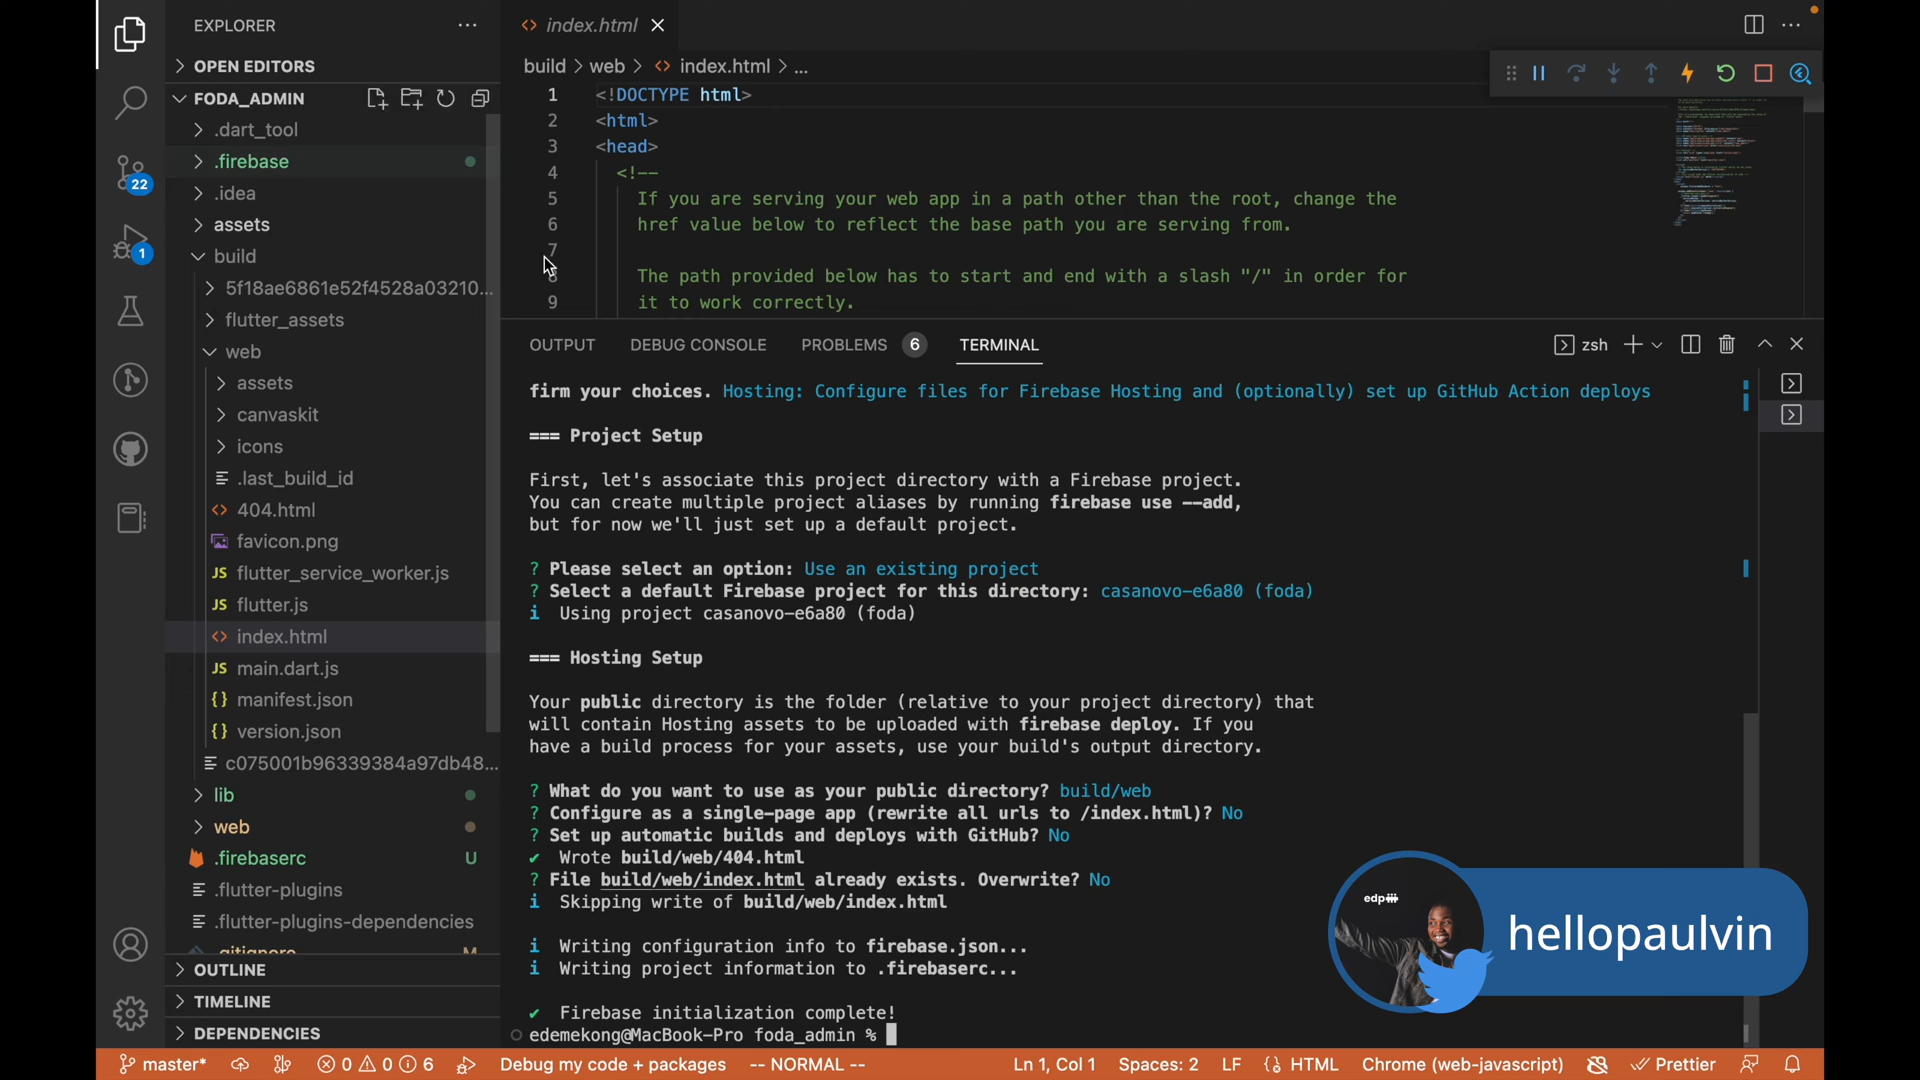 EXPLORER
OPEN EDITORS
FODA_ADMIN
.dart_tool
.firebase
.idea
assets
build
5f18ae6861e52f4528a03210...
flutter_assets
web
assets
canvaskit
icons
.last_build_id
404.html
favicon.png
flutter_service_worker.js
flutter.js
index.html
main.dart.js
manifest.json
version.json
c075001b96339384a97db48...
lib
web
.firebaserc U
.flutter-plugins
.flutter-plugins-dependencies
.gitignore M
OUTLINE
TIMELINE
DEPENDENCIES
22
1
index.html
build > web > index.html > ...
1 <!DOCTYPE html>
2 <html>
3 <head>
4 <!--
5 If you are serving your web app in a path other than the root, change the
6 href value below to reflect the base path you are serving from.
7
8 The path provided below has to start and end with a slash "/" in order for
9 it to work correctly.
OUTPUT DEBUG CONSOLE PROBLEMS 6 TERMINAL
zsh
firm your choices. Hosting: Configure files for Firebase Hosting and (optionally) set up GitHub Action deploys
=== Project Setup
First, let's associate this project directory with a Firebase project.
You can create multiple project aliases by running firebase use --add,
but for now we'll just set up a default project.
? Please select an option: Use an existing project
? Select a default Firebase project for this directory: casanovo-e6a80 (foda)
i Using project casanovo-e6a80 (foda)
=== Hosting Setup
Your public directory is the folder (relative to your project directory) that
will contain Hosting assets to be uploaded with firebase deploy. If you
have a build process for your assets, use your build's output directory.
? What do you want to use as your public directory? build/web
? Configure as a single-page app (rewrite all urls to /index.html)? No
? Set up automatic builds and deploys with GitHub? No
✔ Wrote build/web/404.html
? File build/web/index.html already exists. Overwrite? No
i Skipping write of build/web/index.html
i Writing configuration info to firebase.json...
i Writing project information to .firebaserc...
✔ Firebase initialization complete!
edemekong@MacBook-Pro foda_admin %
edp
hellopaulvin
master* 0 0 6 Debug my code + packages -- NORMAL -- Ln 1, Col 1 Spaces: 2 LF {} HTML Chrome (web-javascript) Prettier